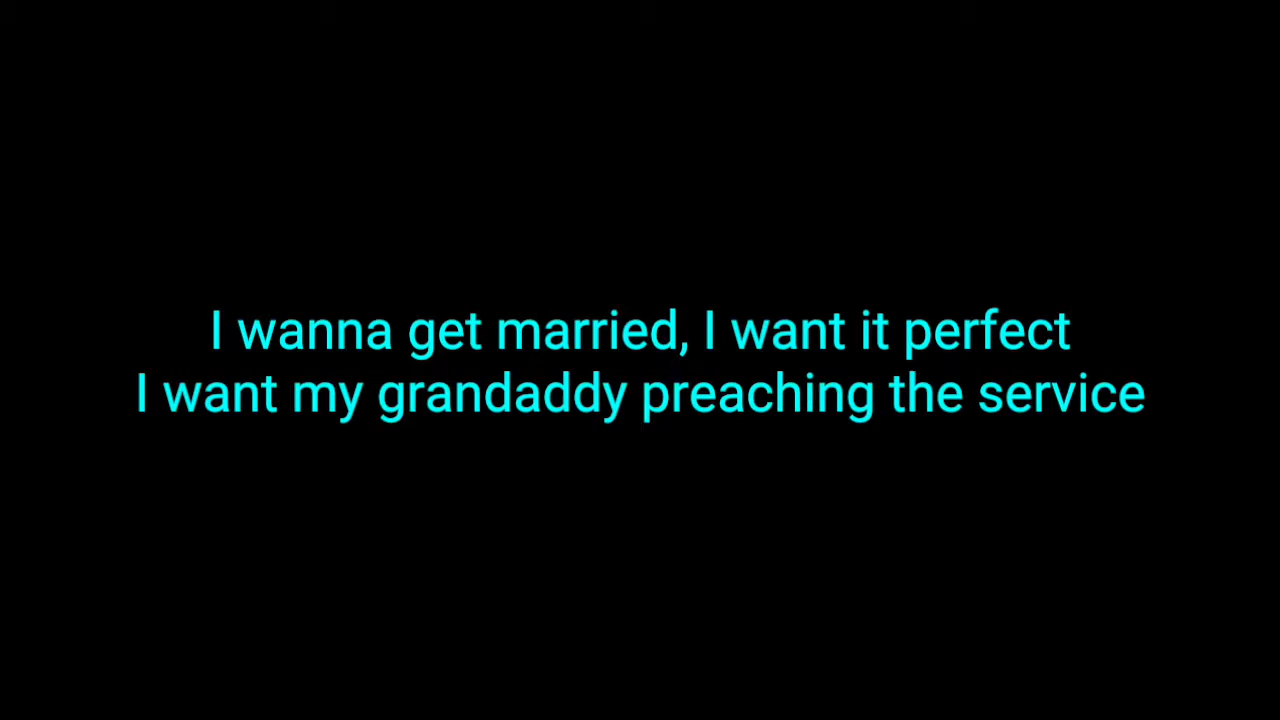 I wanna get married, I want it perfect
I want my grandaddy preaching the service